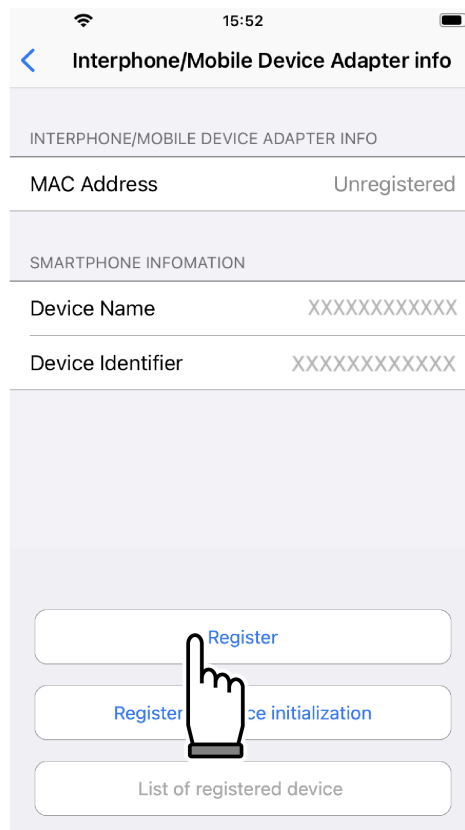 15:52
Interphone/Mobile Device Adapter info
INTERPHONE/MOBILE DEVICE ADAPTER INFO
MAC Address Unregistered
SMARTPHONE INFOMATION
Device Name XXXXXXXXXXXX
Device Identifier XXXXXXXXXXXX
Register
Register initialization
List of registered device